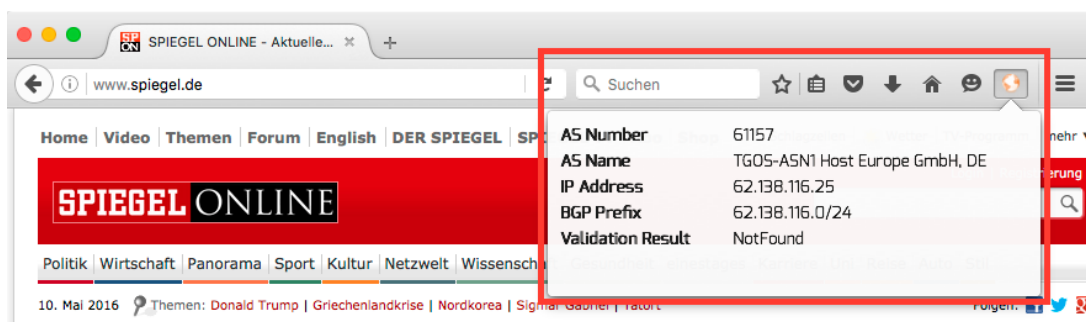 SPIEGEL ONLINE - Aktuelle... ×
www.spiegel.de
Suchen
Home | Video | Themen | Forum | English | DER SPIEGEL mehr
AS Number 61157
AS Name TGOS-ASN1 Host Europe GmbH, DE
IP Address 62.138.116.25
BGP Prefix 62.138.116.0/24
Validation Result NotFound
SPIEGEL ONLINE
Politik | Wirtschaft | Panorama | Sport | Kultur | Netzwelt
10. Mai 2016 Themen: Donald Trump | Griechenlandkrise | Nordkorea | Sigmar Gabriel | Tatort Folgen: